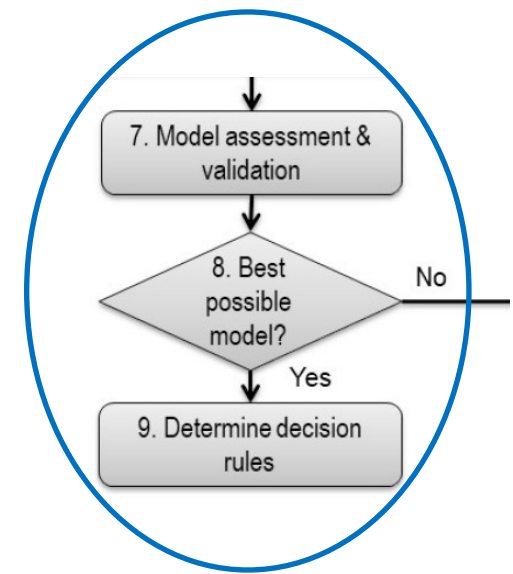 7. Model assessment &
validation
8. Best
possible
model?
No
Yes
9. Determine decision
rules